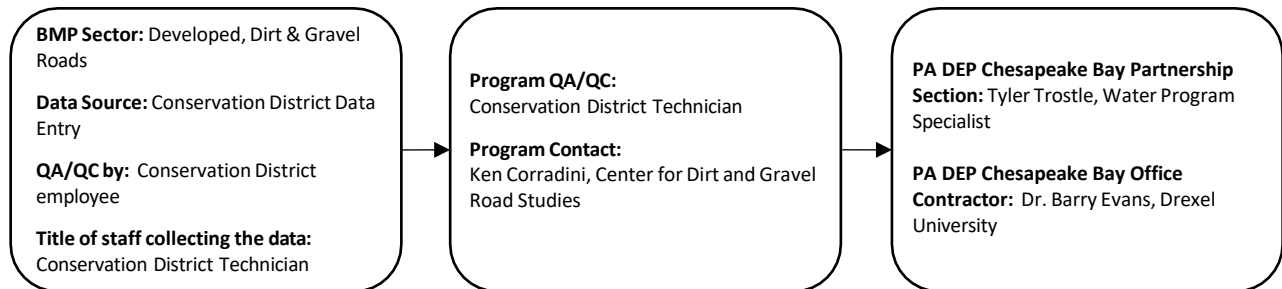 BMP Sector: Developed, Dirt & Gravel
Roads
Data Source: Conservation District Data
Entry
QA/QC by: Conservation District
employee
Title of staff collecting the data:
Conservation District Technician
Program QA/QC:
Conservation District Technician
Program Contact:
Ken Corradini, Center for Dirt and Gravel
Road Studies
PA DEP Chesapeake Bay Partnership
Section: Tyler Trostle, Water Program
Specialist
PA DEP Chesapeake Bay Office
Contractor: Dr. Barry Evans, Drexel
University